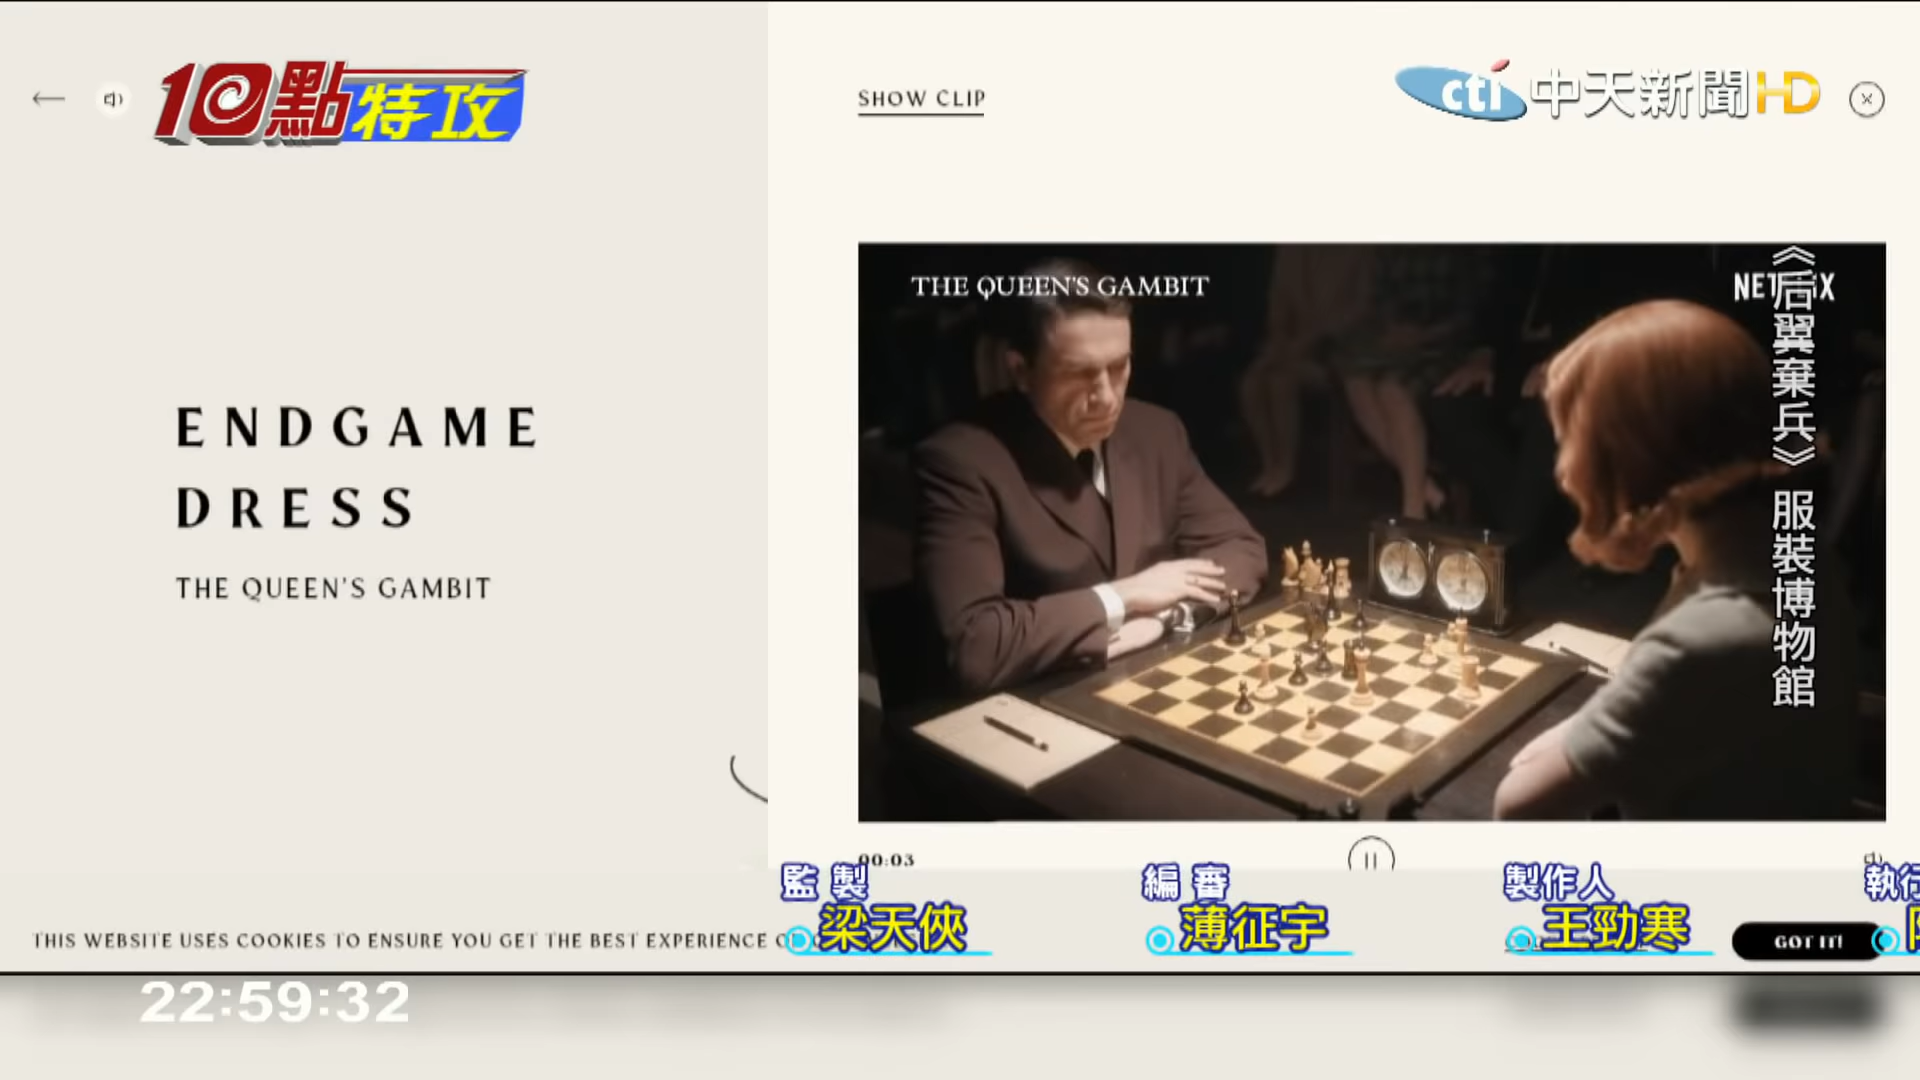 10點特攻
SHOW CLIP
cti 中天新聞HD
THE QUEEN'S GAMBIT
《后翼棄兵》 服裝博物館
ENDGAME
DRESS
THE QUEEN'S GAMBIT
00:03
監製
梁天俠
編審
薄征宇
製作人
王勁寒
THIS WEBSITE USES COOKIES TO ENSURE YOU GET THE BEST EXPERIENCE
GOT IT!
22:59:32